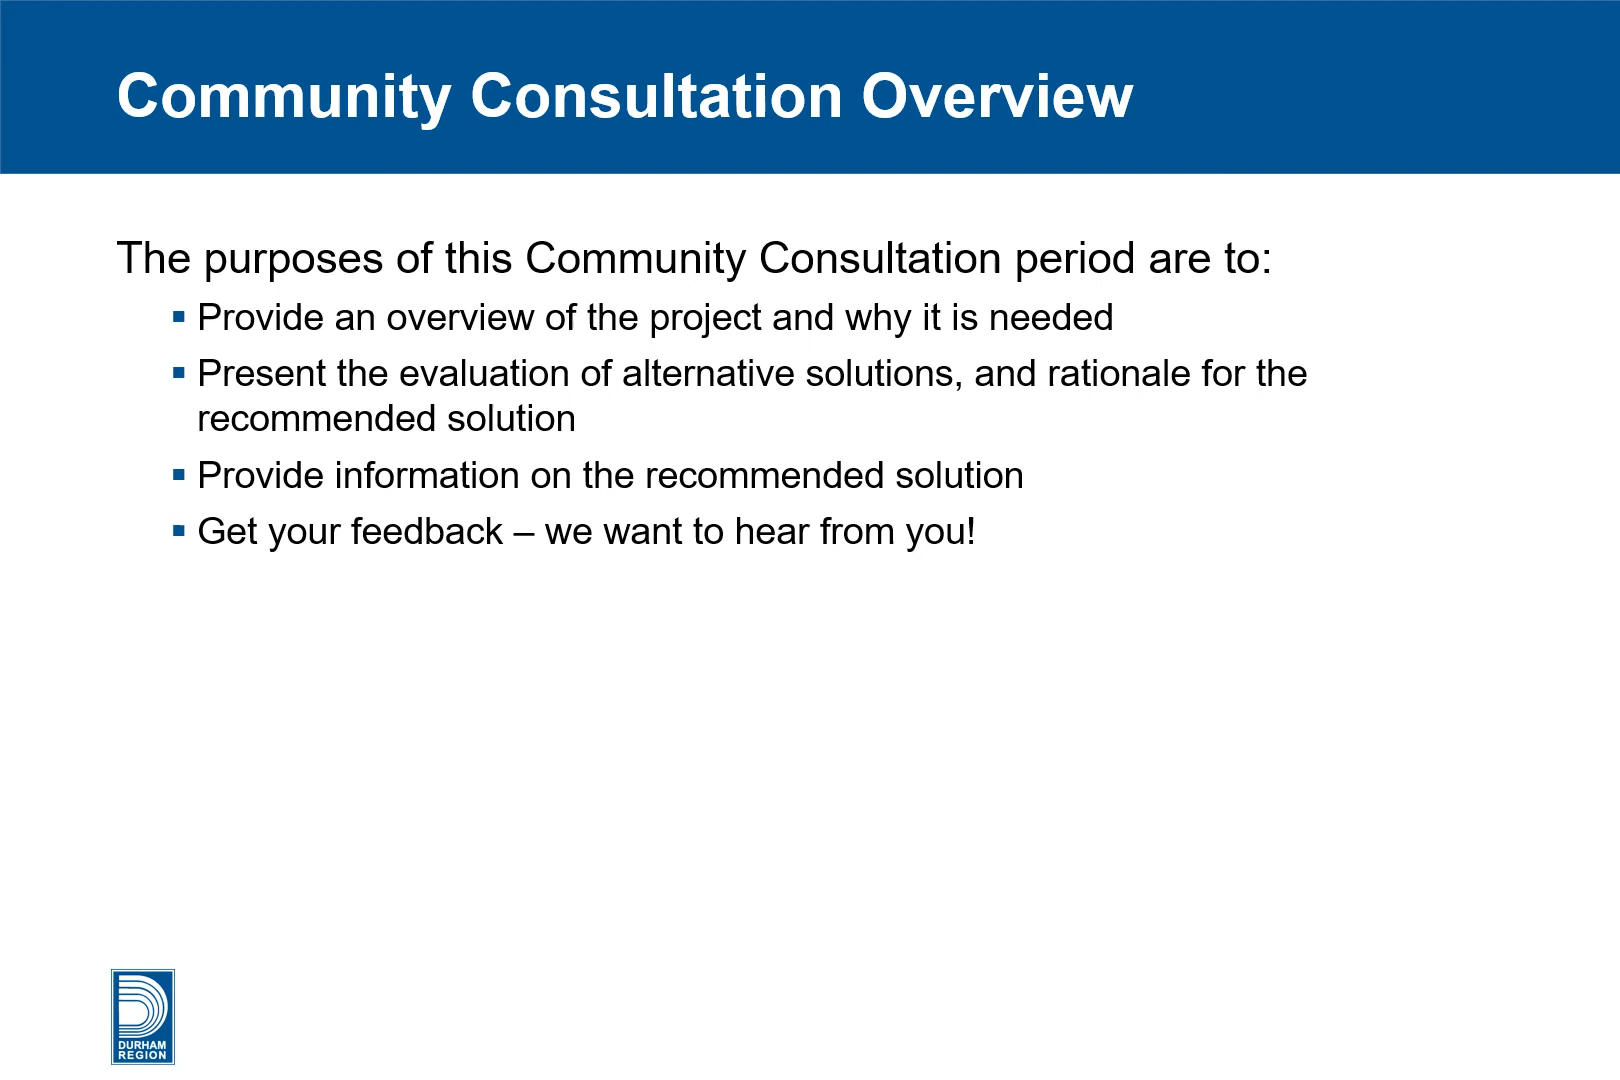 Community Consultation Overview
The purposes of this Community Consultation period are to:
▪ Provide an overview of the project and why it is needed
▪ Present the evaluation of alternative solutions, and rationale for the
recommended solution
▪ Provide information on the recommended solution
▪ Get your feedback – we want to hear from you!
DURHAM
REGION